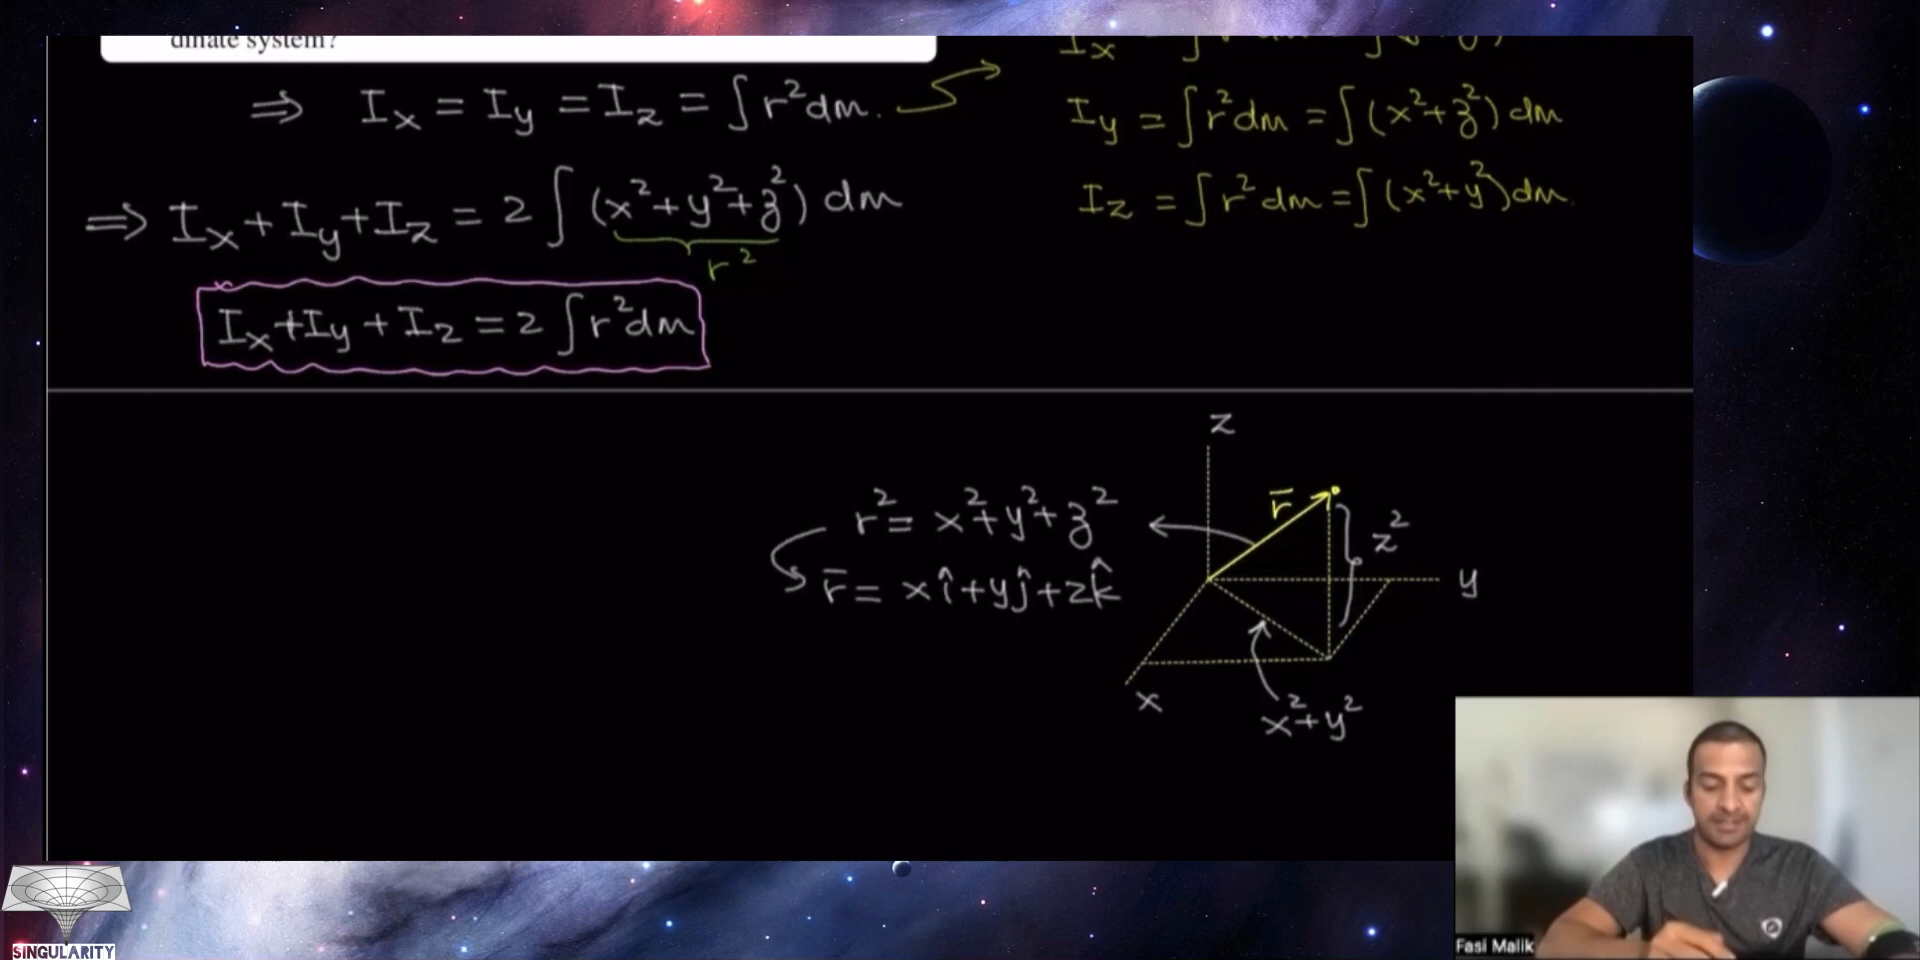 dinate system?
⇒ Ix = Iy = Iz = ∫r²dm.
⇒ Ix+Iy+Iz = 2∫(x²+y²+z²) dm
r²
Ix+Iy+Iz = 2∫r²dm
Iy = ∫r²dm = ∫(x²+z²) dm
Iz = ∫r²dm = ∫(x²+y²)dm.
z
r² = x²+y²+z²
r̄
z²
r̄ = xî+yĵ+zk̂
y
x
x²+y²
Fasi Malik
SINGULARITY